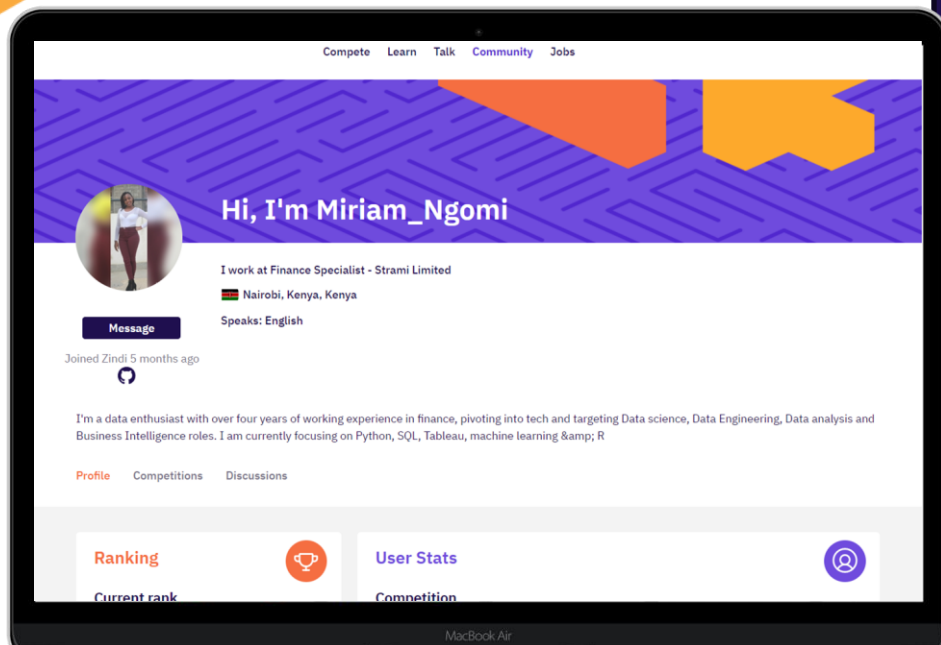 Compete Learn Talk Community Jobs
Hi, I'm Miriam_Ngomi
I work at Finance Specialist - Strami Limited
Nairobi, Kenya, Kenya
Speaks: English
Message
Joined Zindi 5 months ago
I'm a data enthusiast with over four years of working experience in finance, pivoting into tech and targeting Data science, Data Engineering, Data analysis and
Business Intelligence roles. I am currently focusing on Python, SQL, Tableau, machine learning &amp; R
Profile Competitions Discussions
Ranking
User Stats
Current rank
Competition
MacBook Air